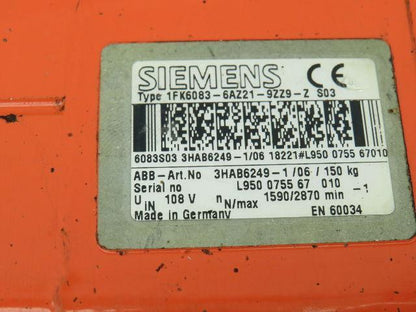 SIEMENS CE
Type 1FK6083-6AZ21-9ZZ9-Z S03
6083S03 3HAB6249-1/06 18221#L950 0755 67010
ABB-Art.No 3HAB6249-1/06/150 kg
Serial no L950 0755 67 010
U IN 108 V n N/max 1590/2870 min -1
Made in Germany EN 60034